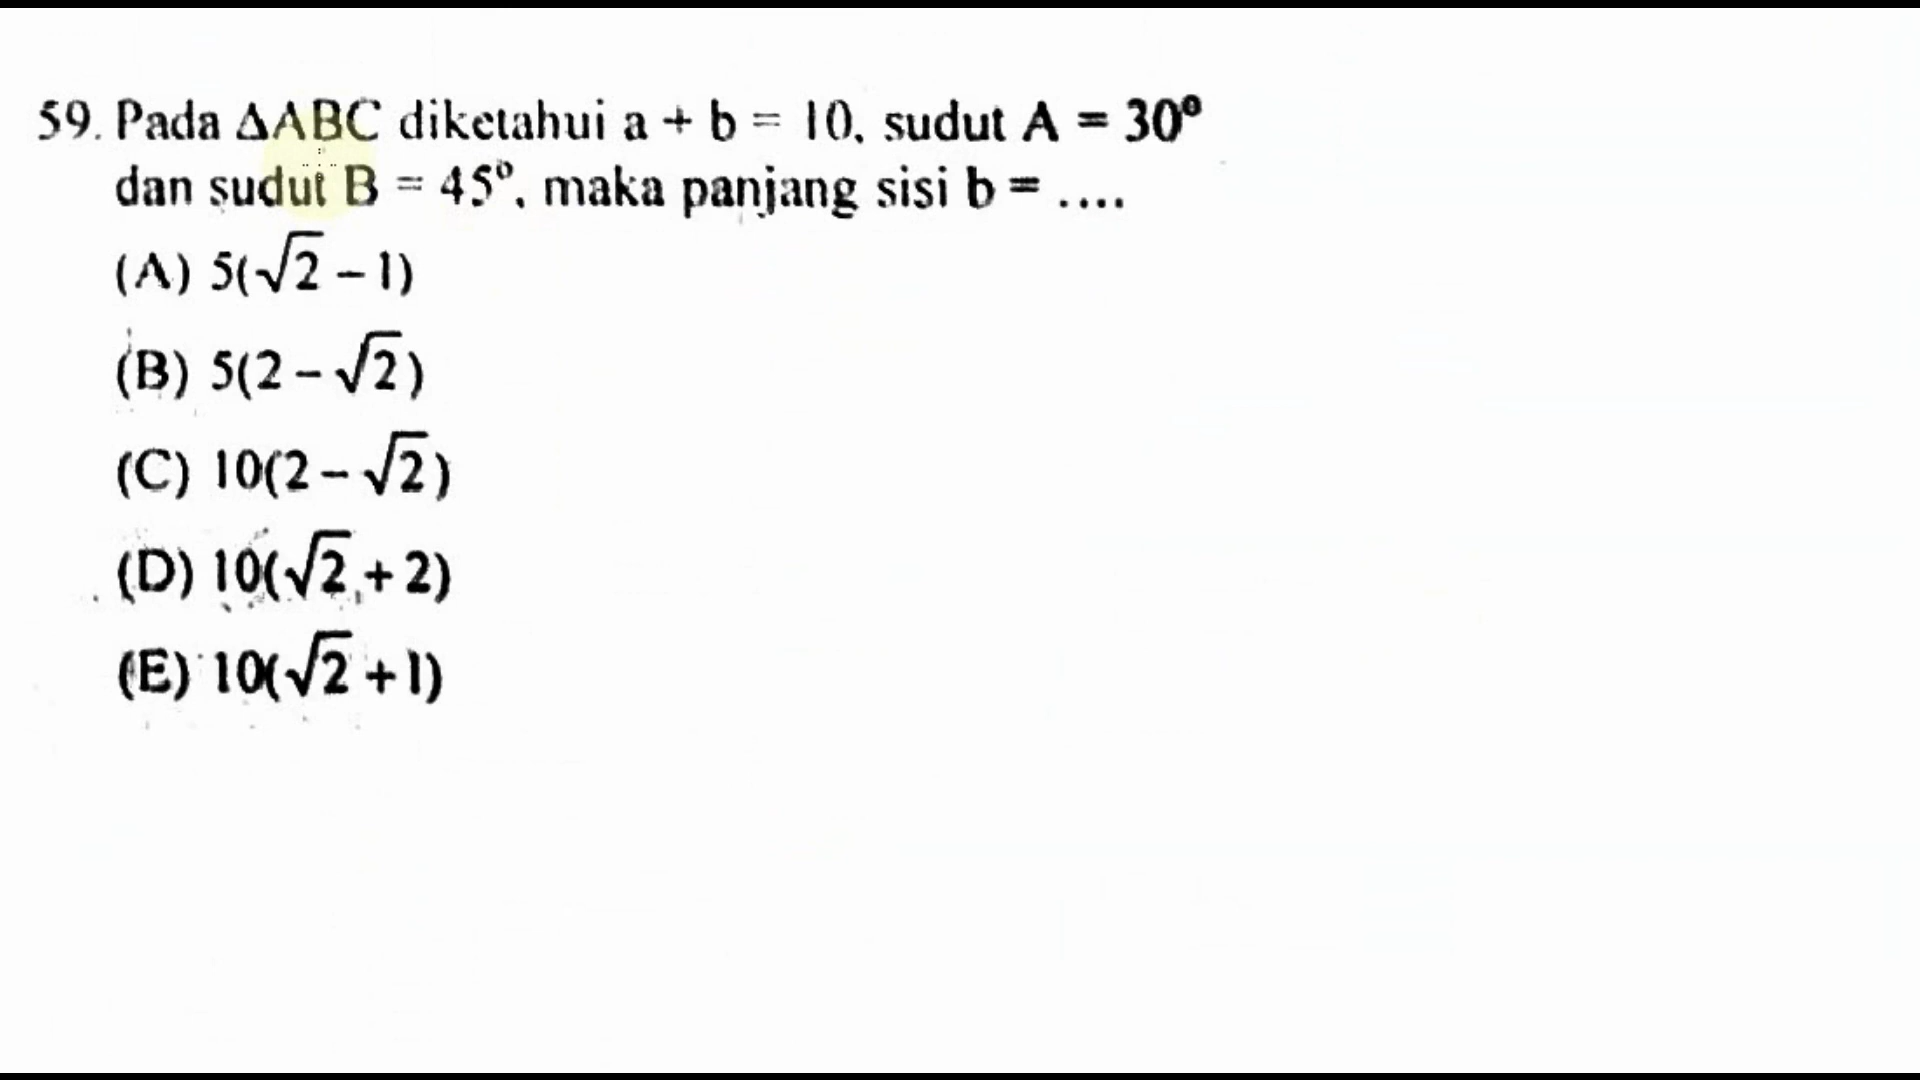 59. Pada ΔABC diketahui a + b = 10, sudut A = 30°
dan sudut B = 45°, maka panjang sisi b = ....
(A) 5(√2 – 1)
(B) 5(2 – √2)
(C) 10(2 – √2)
(D) 10(√2 + 2)
(E) 10(√2 + 1)